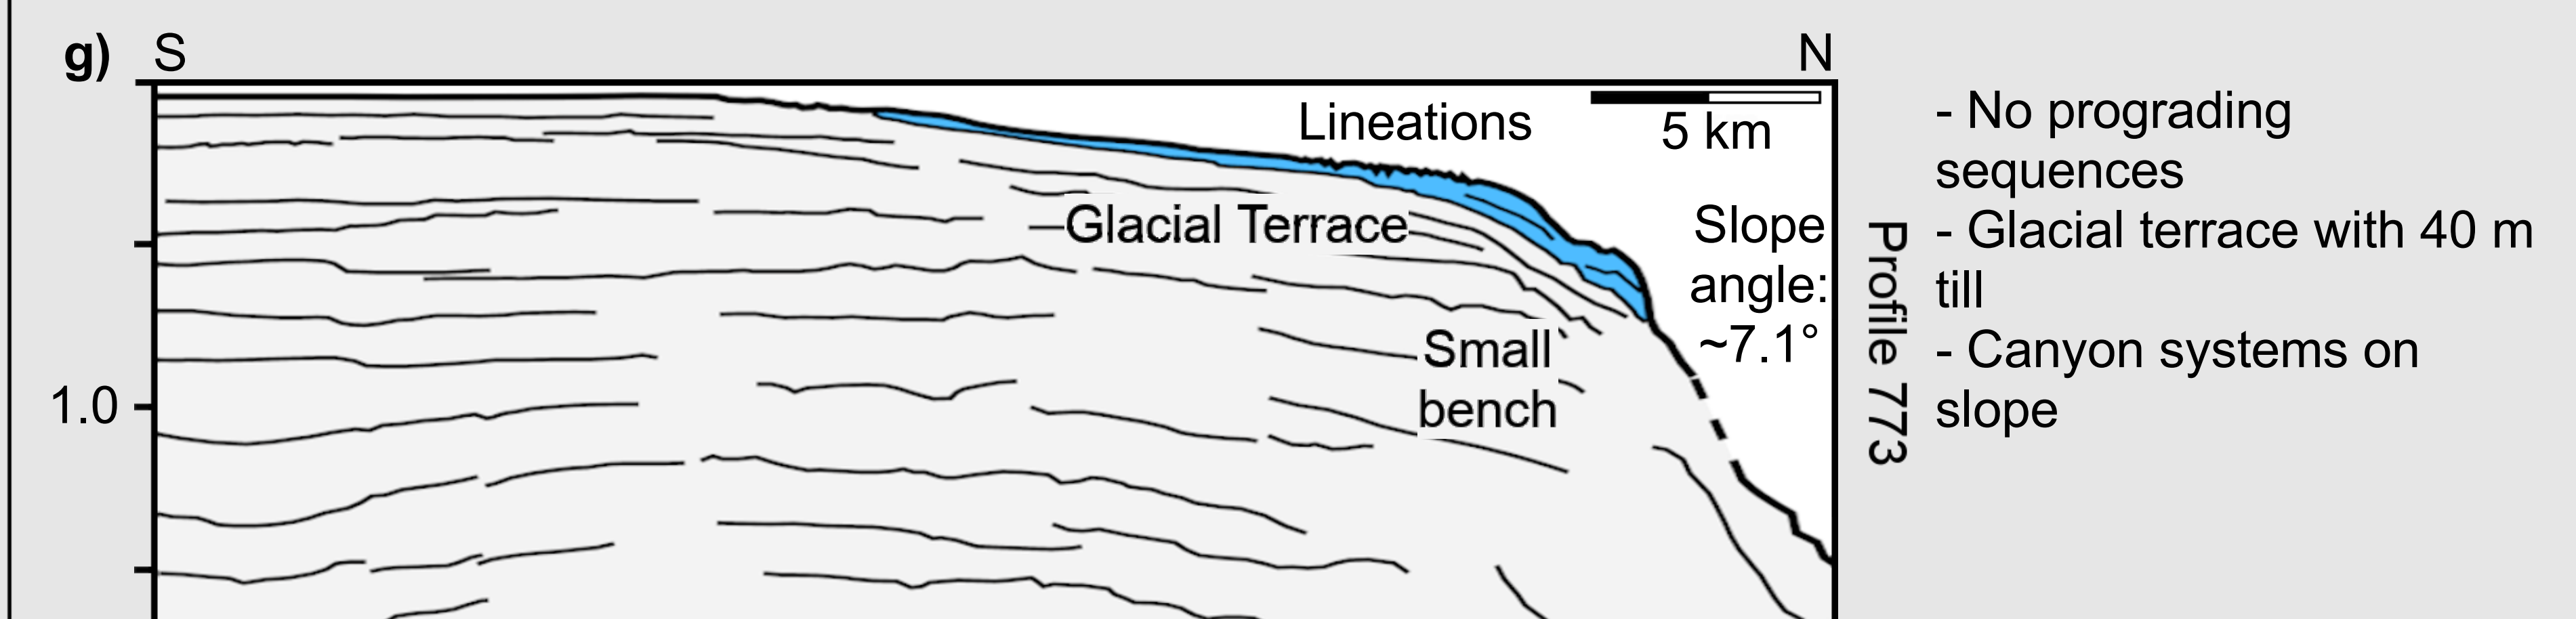 g) S N
Lineations
5 km
Glacial Terrace
Slope
angle:
~7.1°
Small
bench
1.0
Profile 773
- No prograding
sequences
- Glacial terrace with 40 m
till
- Canyon systems on
slope